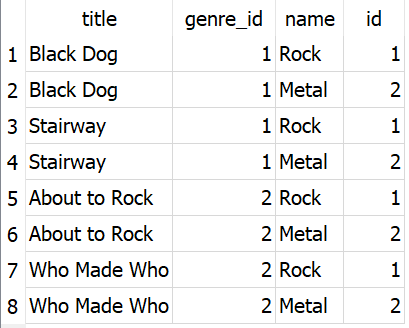 title genre_id name id
1 Black Dog 1 Rock 1
2 Black Dog 1 Metal 2
3 Stairway 1 Rock 1
4 Stairway 1 Metal 2
5 About to Rock 2 Rock 1
6 About to Rock 2 Metal 2
7 Who Made Who 2 Rock 1
8 Who Made Who 2 Metal 2